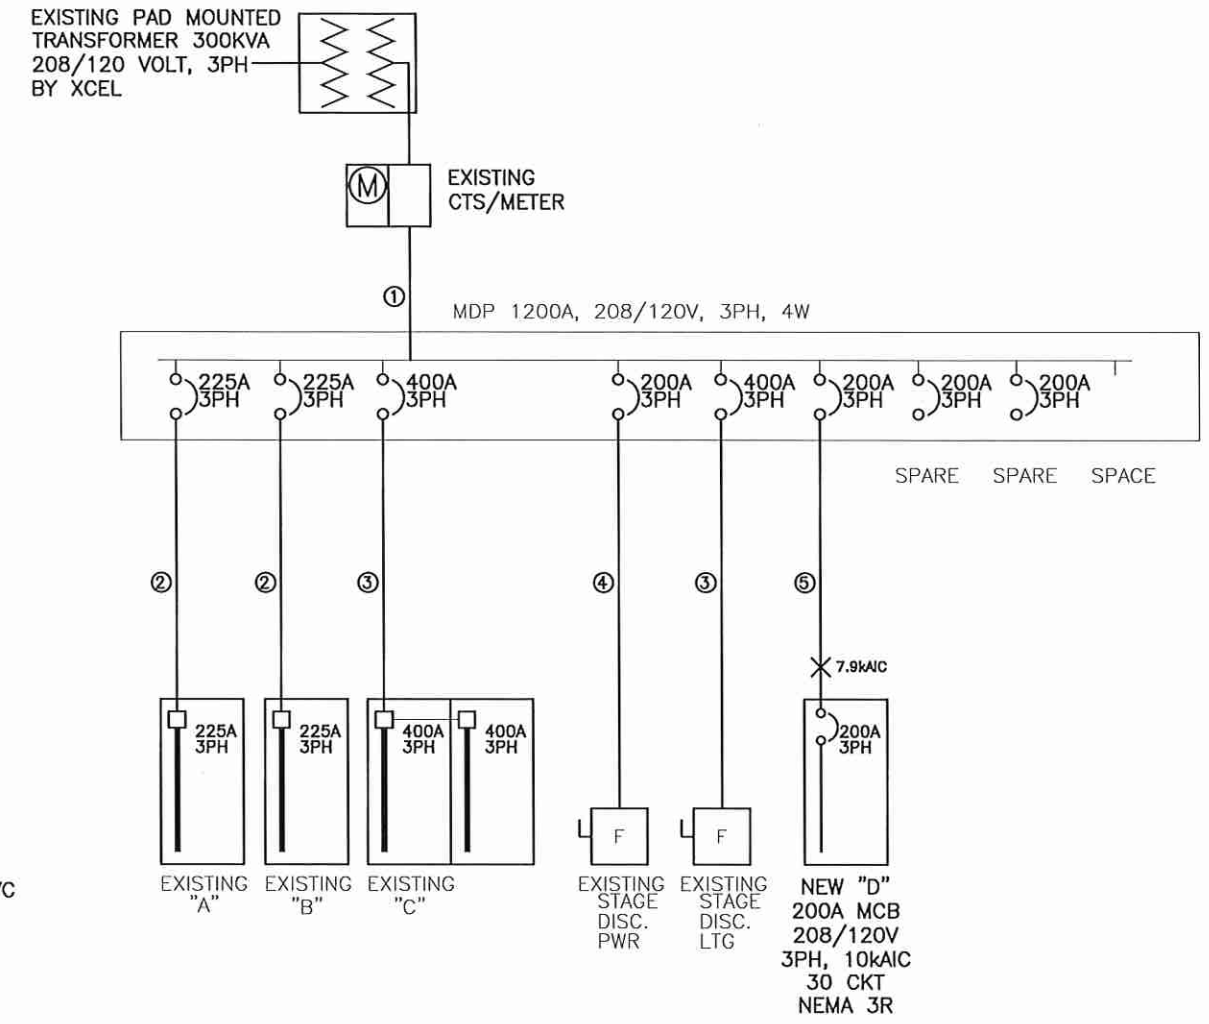 EXISTING PAD MOUNTED
TRANSFORMER 300KVA
208/120 VOLT, 3PH
BY XCEL
M
EXISTING
CTS/METER
1
MDP 1200A, 208/120V, 3PH, 4W
225A
3PH
225A
3PH
400A
3PH
200A
3PH
400A
3PH
200A
3PH
200A
3PH
200A
3PH
SPARE
SPARE
SPACE
2
2
3
4
3
5
7.9kAIC
225A
3PH
225A
3PH
400A
3PH
400A
3PH
F
F
200A
3PH
EXISTING
"A"
EXISTING
"B"
EXISTING
"C"
EXISTING
STAGE
DISC.
PWR
EXISTING
STAGE
DISC.
LTG
NEW "D"
200A MCB
208/120V
3PH, 10kAIC
30 CKT
NEMA 3R